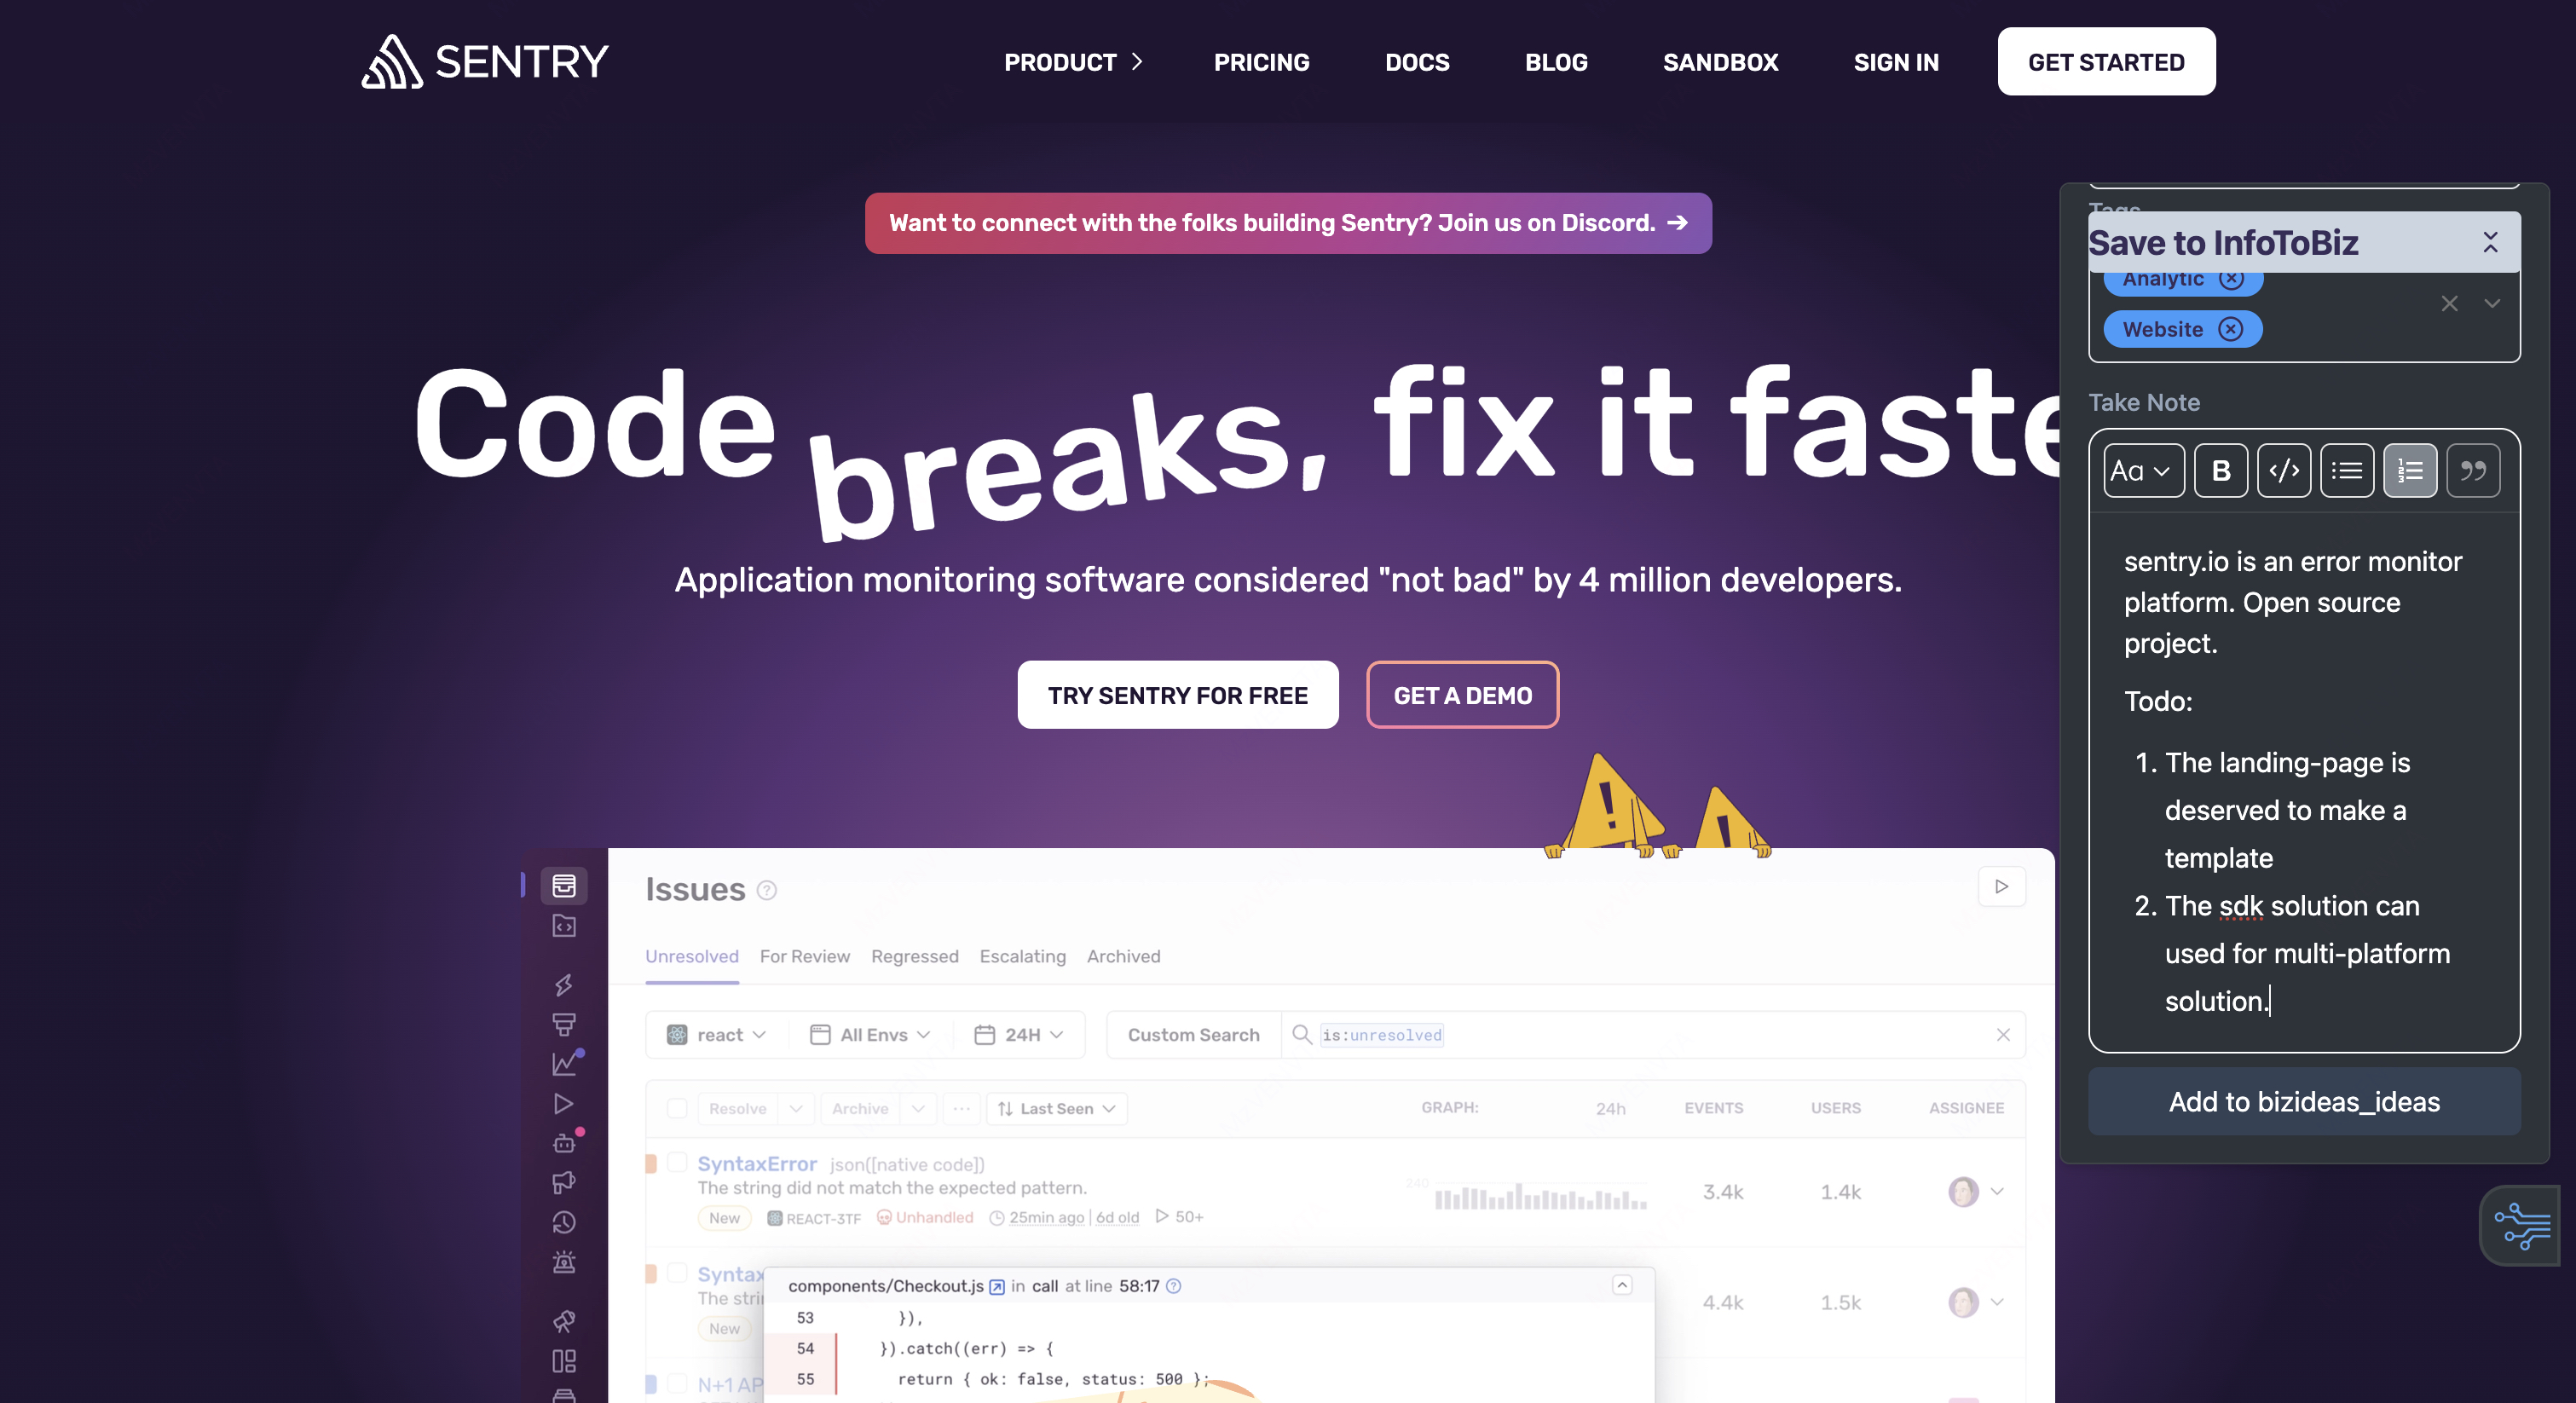 SENTRY
PRODUCT
PRICING
DOCS
BLOG
SANDBOX
SIGN IN
GET STARTED
Want to connect with the folks building Sentry? Join us on Discord. →
Code breaks, fix it faste
Application monitoring software considered "not bad" by 4 million developers.
TRY SENTRY FOR FREE
GET A DEMO
Issues
Unresolved
For Review
Regressed
Escalating
Archived
react
All Envs
24H
Custom Search
is:unresolved
Resolve
Archive
Last Seen
GRAPH:
24h
EVENTS
USERS
ASSIGNEE
SyntaxError json([native code])
The string did not match the expected pattern.
New
REACT-3TF
Unhandled
25min ago | 6d old
50+
240
3.4k
1.4k
Syntax
The stri
New
4.4k
1.5k
N+1 AP
components/Checkout.js in call at line 58:17
53 }),
54 }).catch((err) => {
55 return { ok: false, status: 500 };
Tags
Save to InfoToBiz
Analytic
Website
Take Note
Aa
B
</>
sentry.io is an error monitor
platform. Open source
project.
Todo:
1. The landing-page is
deserved to make a
template
2. The sdk solution can
used for multi-platform
solution.
Add to bizideas_ideas